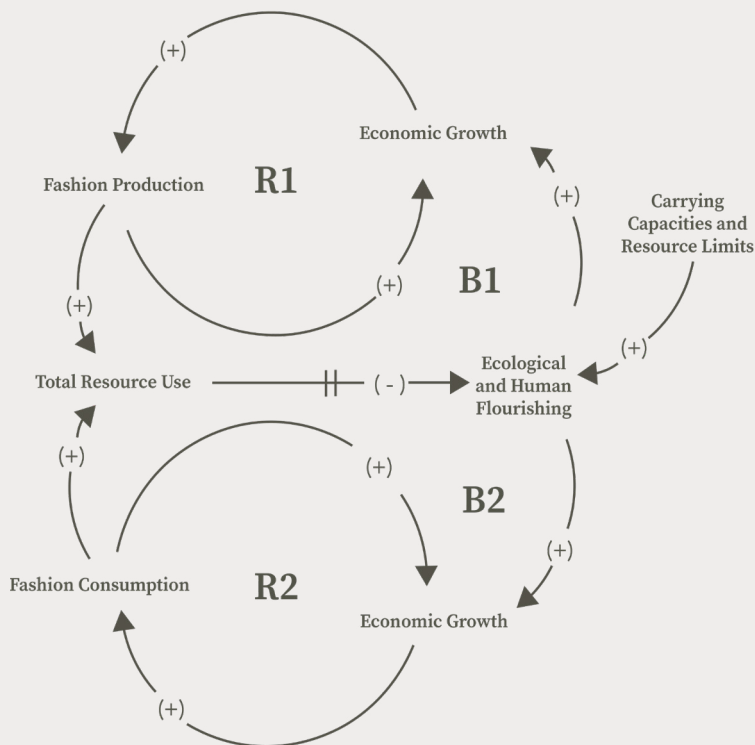 (+)
Economic Growth
Fashion Production
R1
(+)
Carrying
Capacities and
Resource Limits
(+)
B1
(+)
(+)
Ecological
and Human
Flourishing
Total Resource Use
( - )
(+)
(+)
(+)
B2
(+)
Fashion Consumption
R2
Economic Growth
(+)